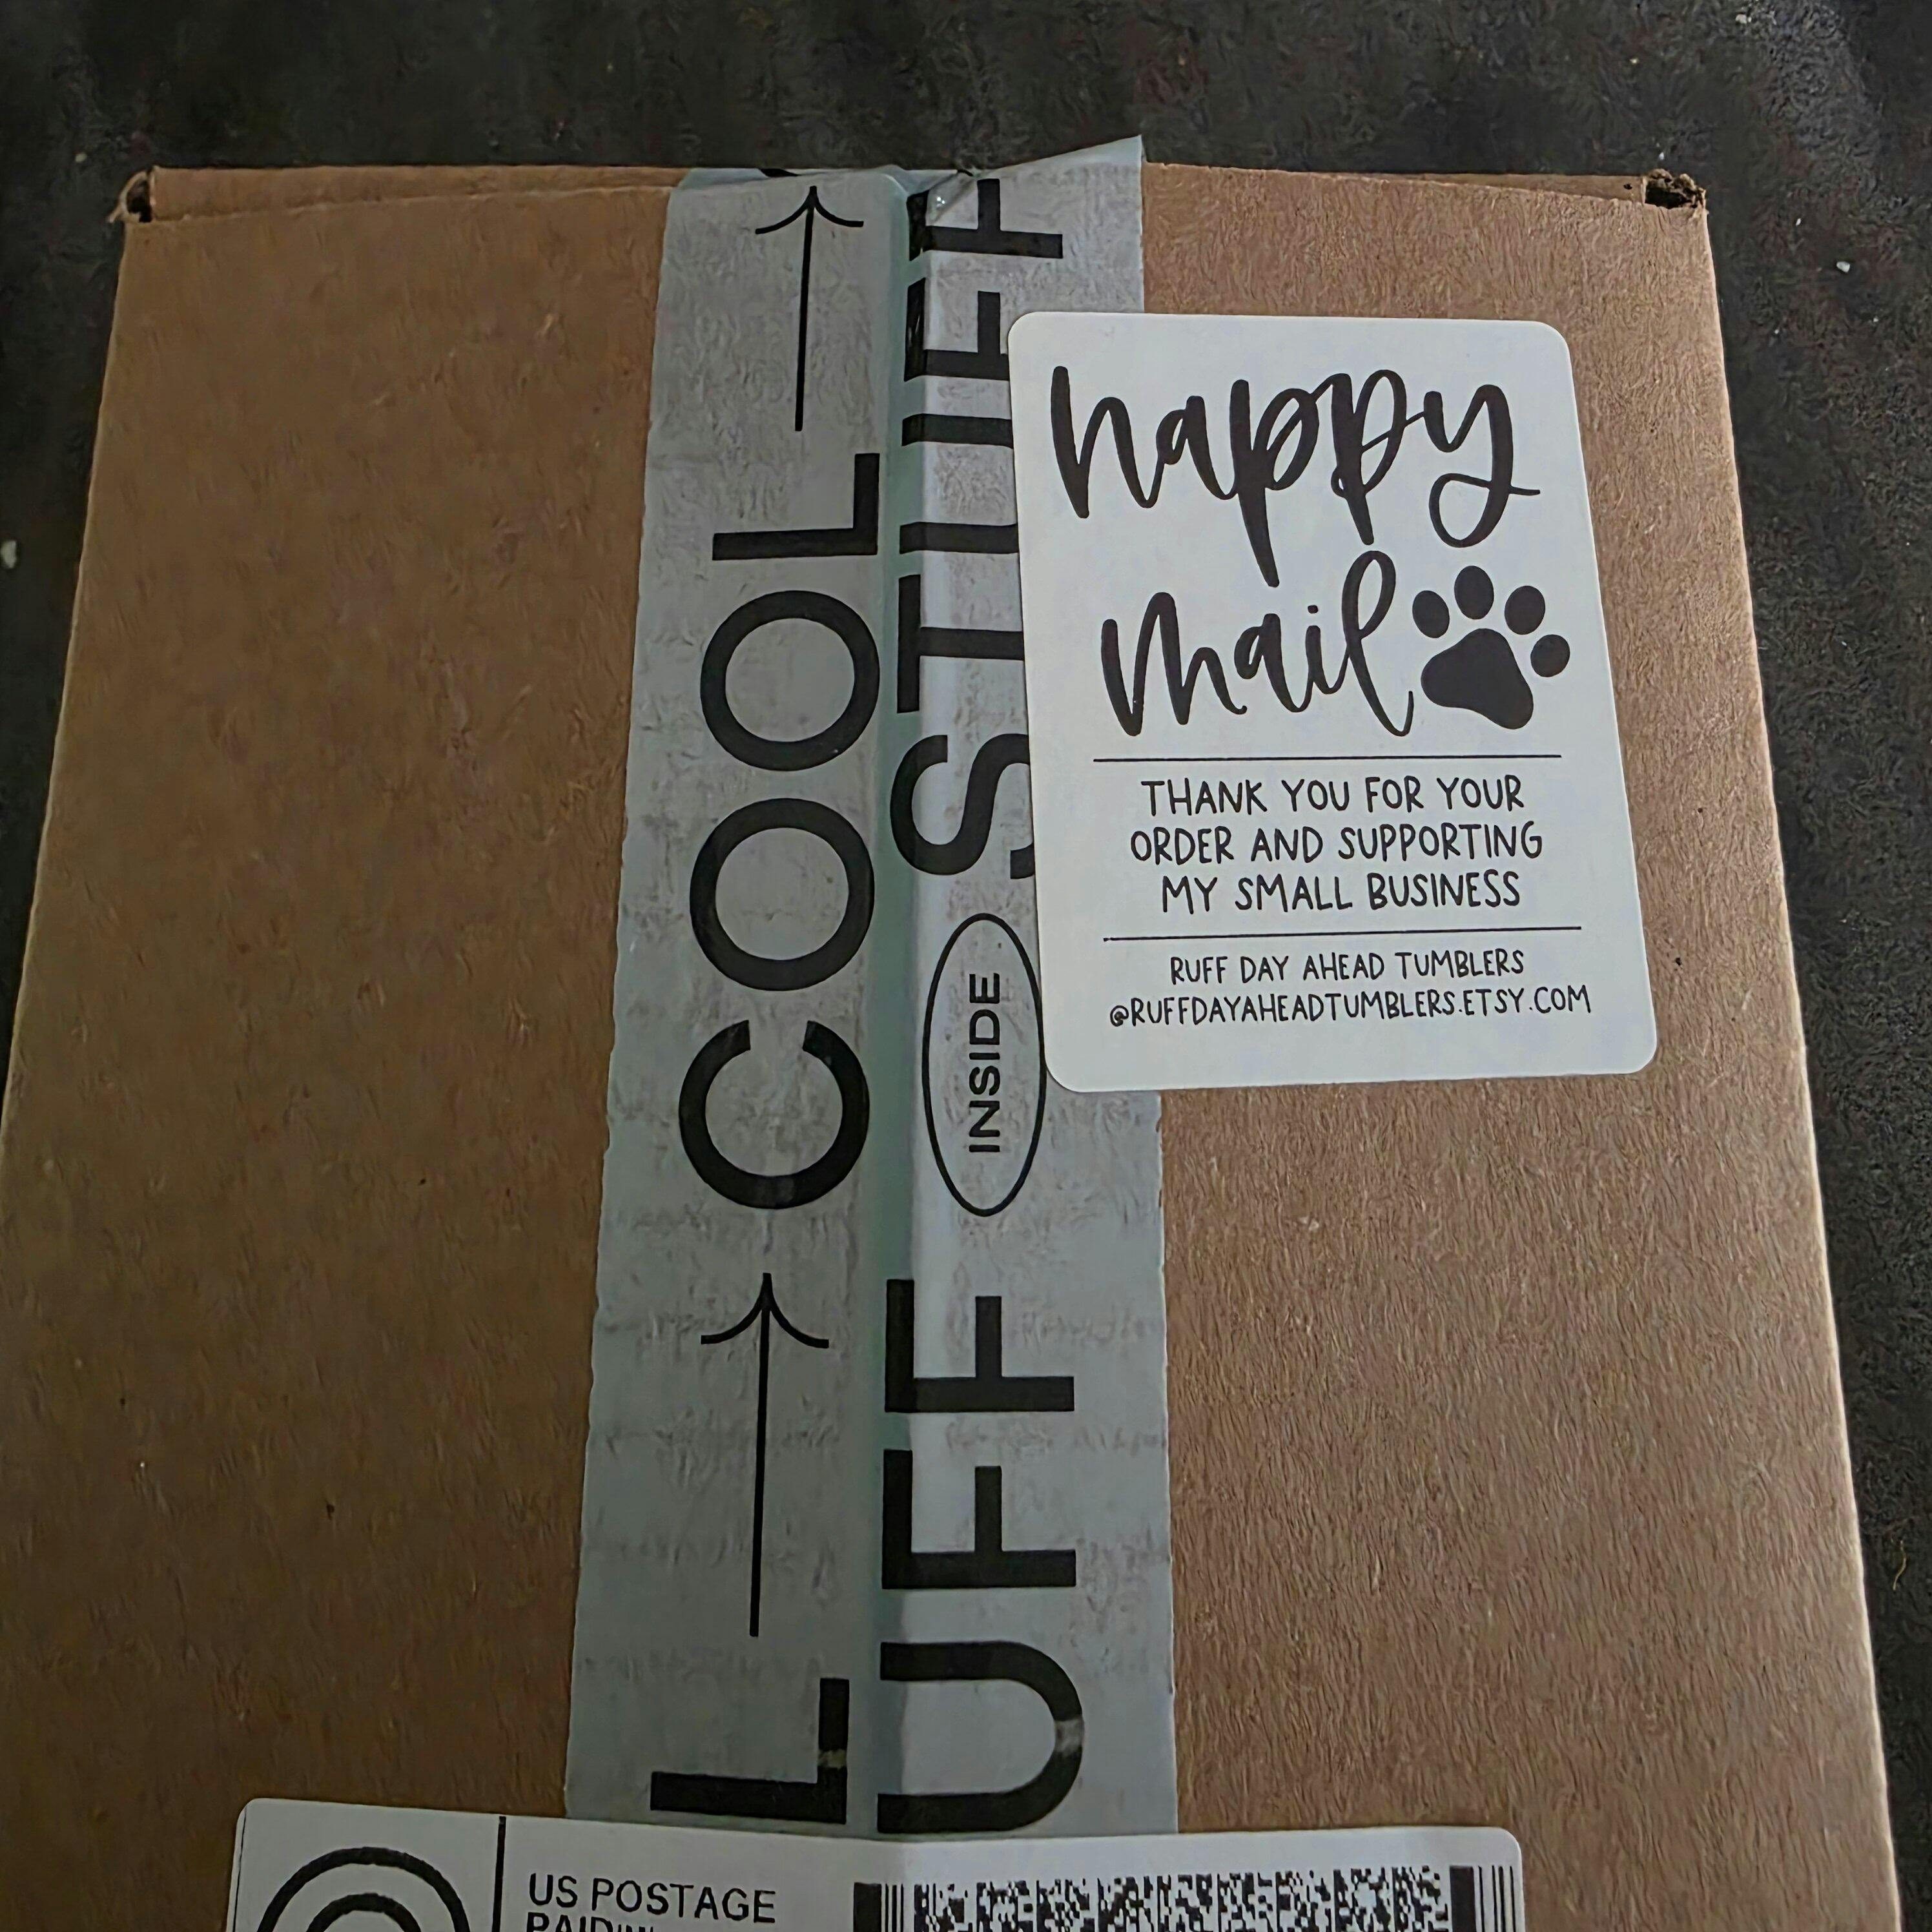 COOL
STUFF
INSIDE
L
UFF
happy
mail
THANK YOU FOR YOUR
ORDER AND SUPPORTING
MY SMALL BUSINESS
RUFF DAY AHEAD TUMBLERS
@RUFFDAYAHEADTUMBLERS.ETSY.COM
US POSTAGE